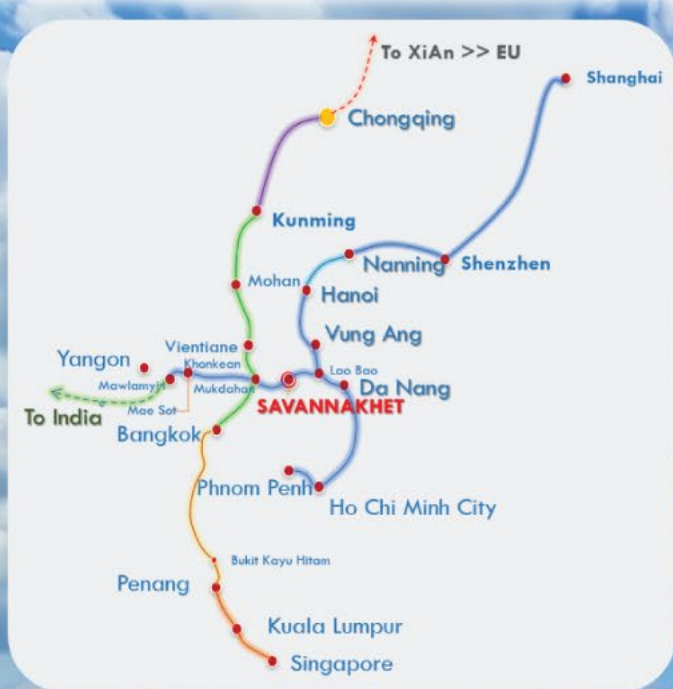 To XiAn >> EU
Shanghai
Chongqing
Kunming
Nanning
Shenzhen
Mohan
Hanoi
Vung Ang
Vientiane
Yangon
Khonkean
Lao Bao
Mawlamyin
Mukdahan
Da Nang
Mae Sot
SAVANNAKHET
To India
Bangkok
Phnom Penh
Ho Chi Minh City
Bukit Kayu Hitam
Penang
Kuala Lumpur
Singapore